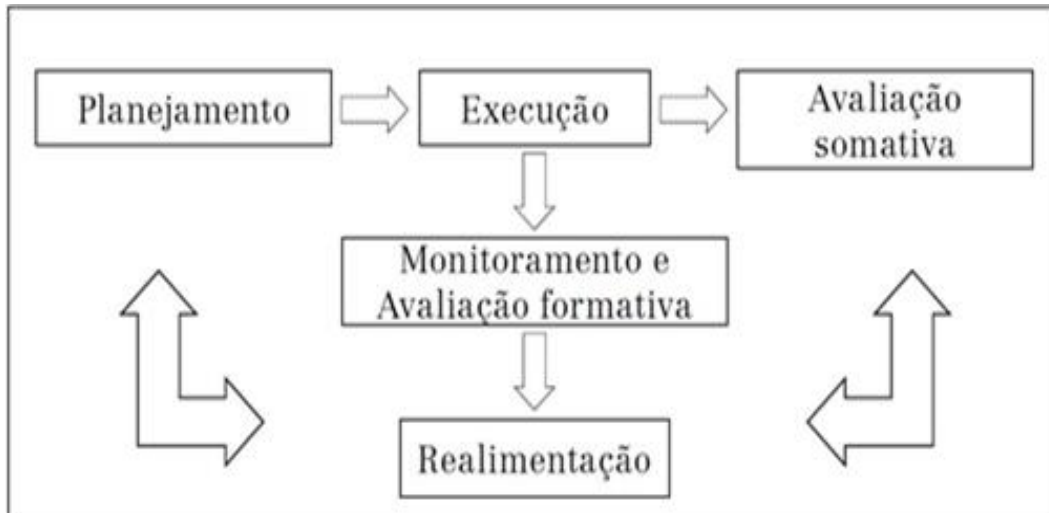 Planejamento
Execução
Avaliação
somativa
Monitoramento e
Avaliação formativa
Realimentação